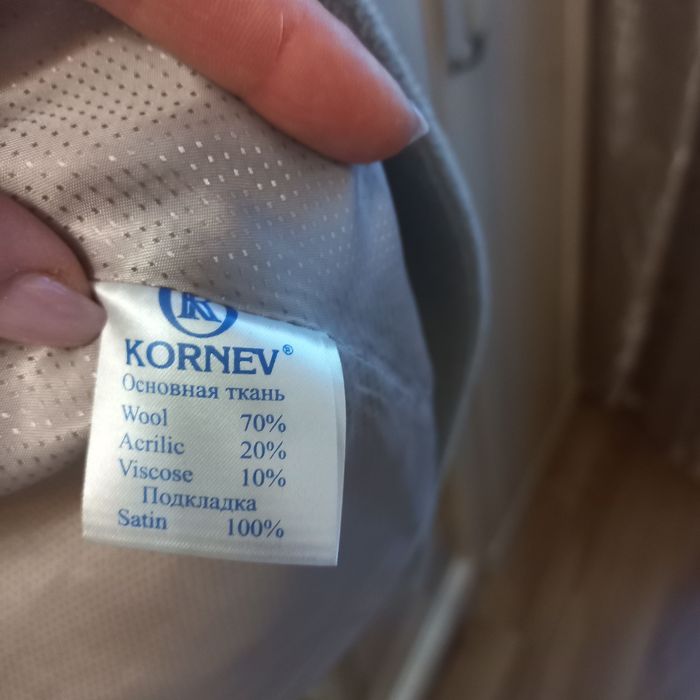 KORNEV®
Основная ткань
Wool 70%
Acrilic 20%
Viscose 10%
Подкладка
Satin 100%